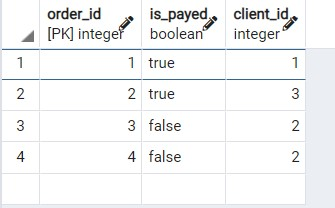 order_id is_payed client_id
[PK] integer boolean integer
1 1 true 1
2 2 true 3
3 3 false 2
4 4 false 2